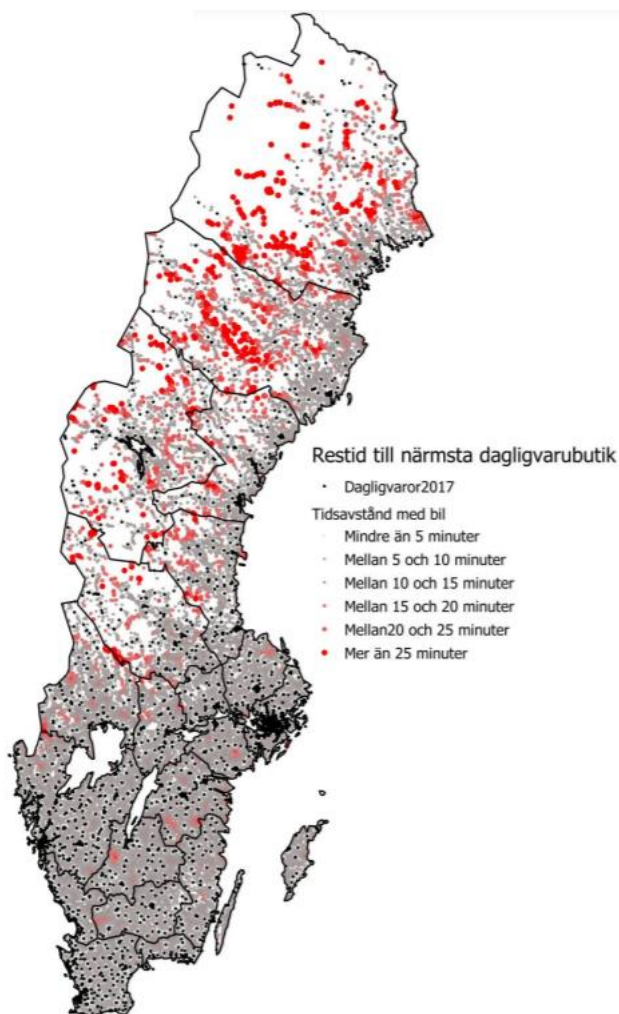 Restid till närmsta dagligvarubutik
Dagligvaror2017
Tidsavstånd med bil
Mindre än 5 minuter
Mellan 5 och 10 minuter
Mellan 10 och 15 minuter
Mellan 15 och 20 minuter
Mellan20 och 25 minuter
Mer än 25 minuter